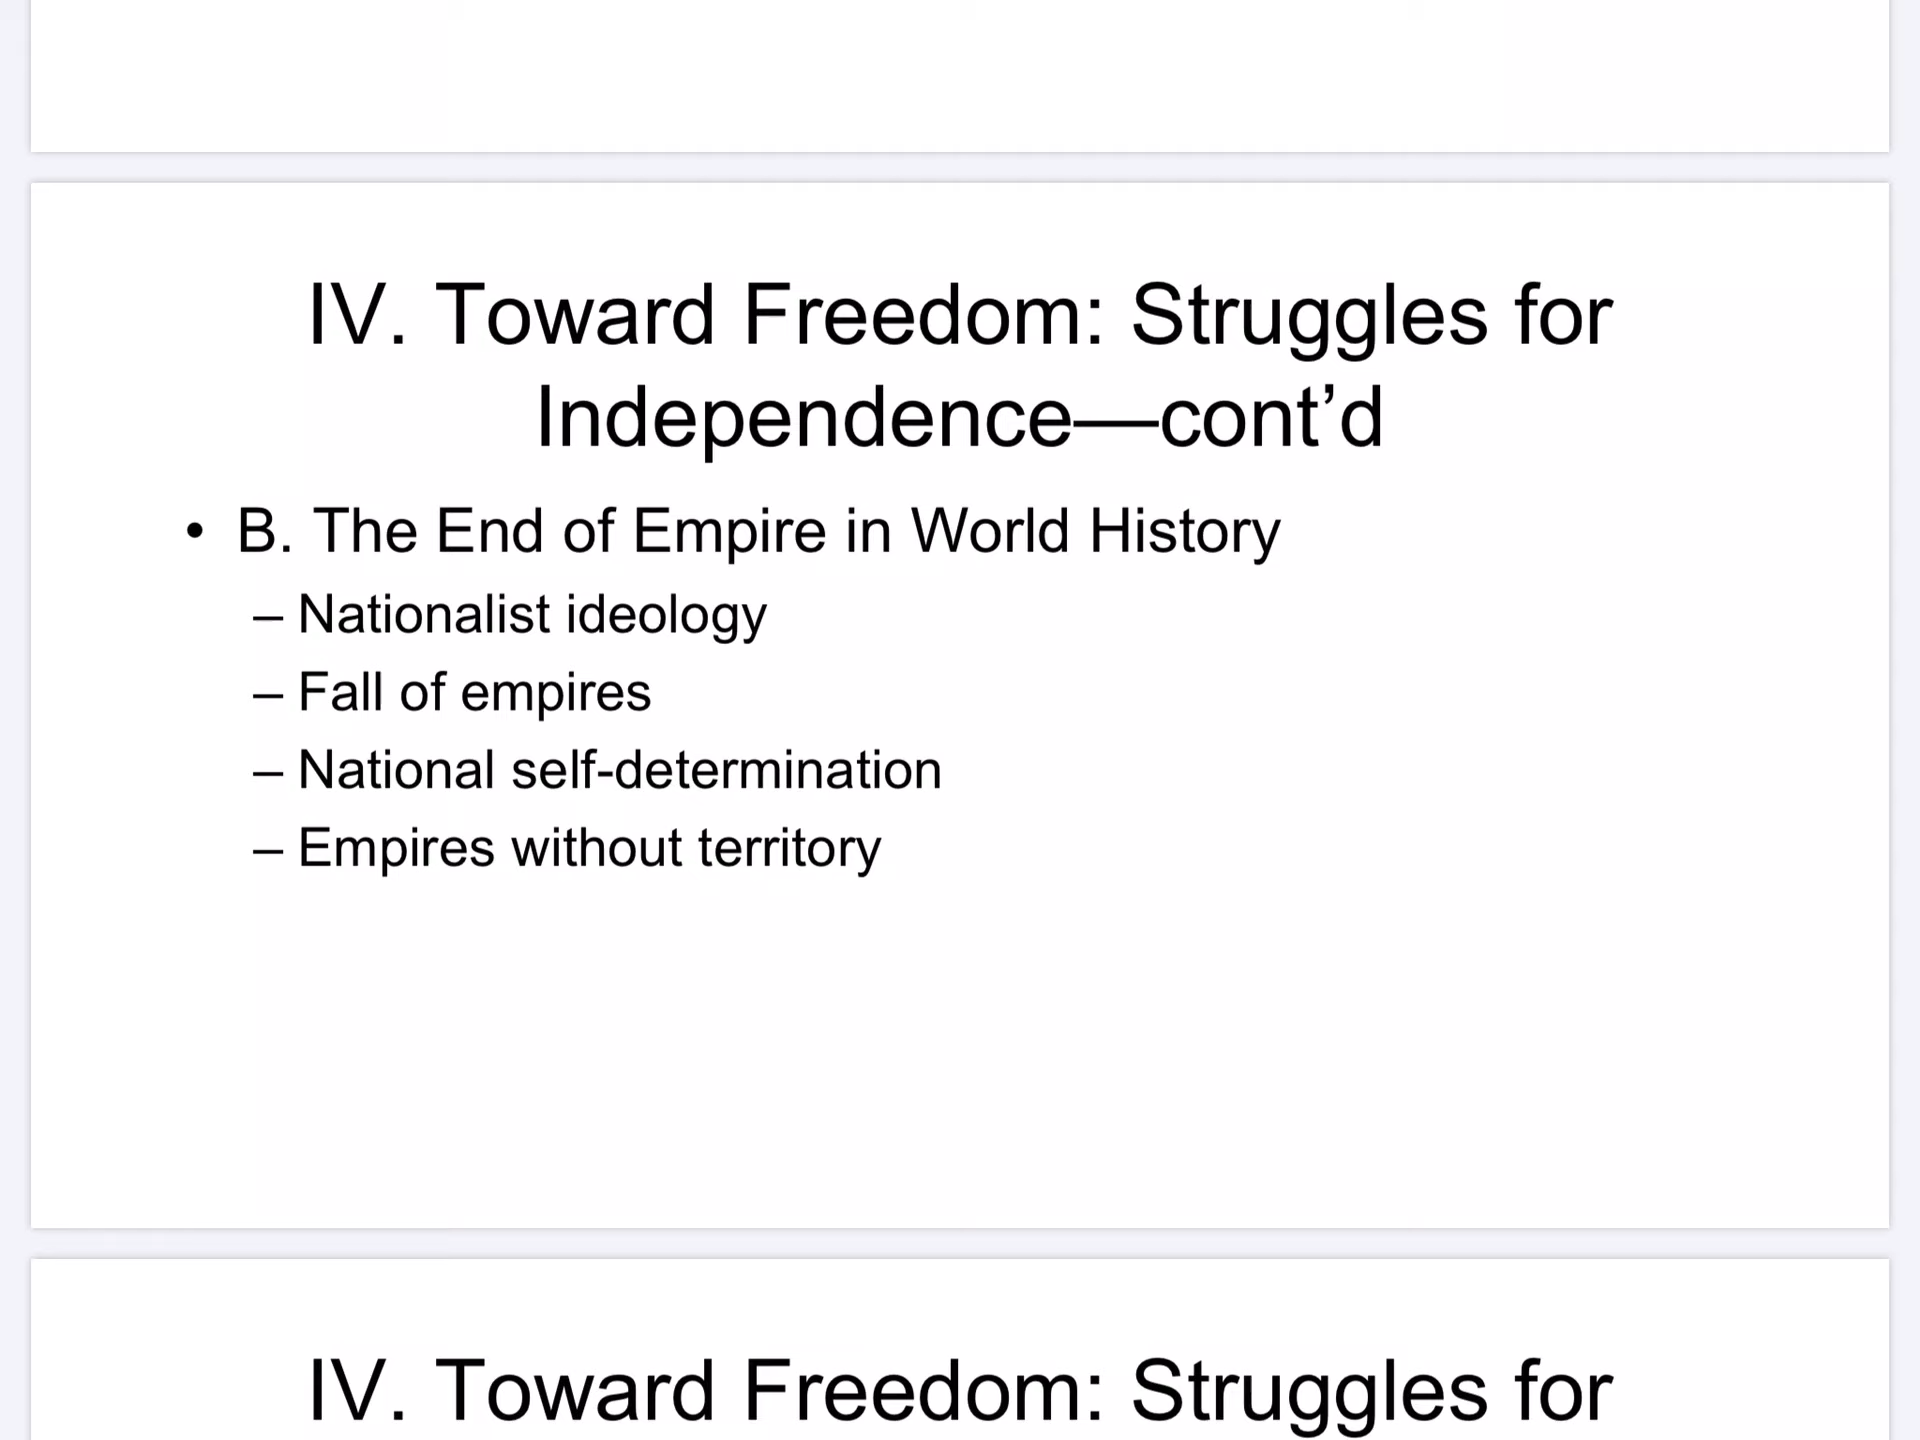 IV. Toward Freedom: Struggles for
Independence—cont’d
• B. The End of Empire in World History
– Nationalist ideology
– Fall of empires
– National self-determination
– Empires without territory
IV. Toward Freedom: Struggles for